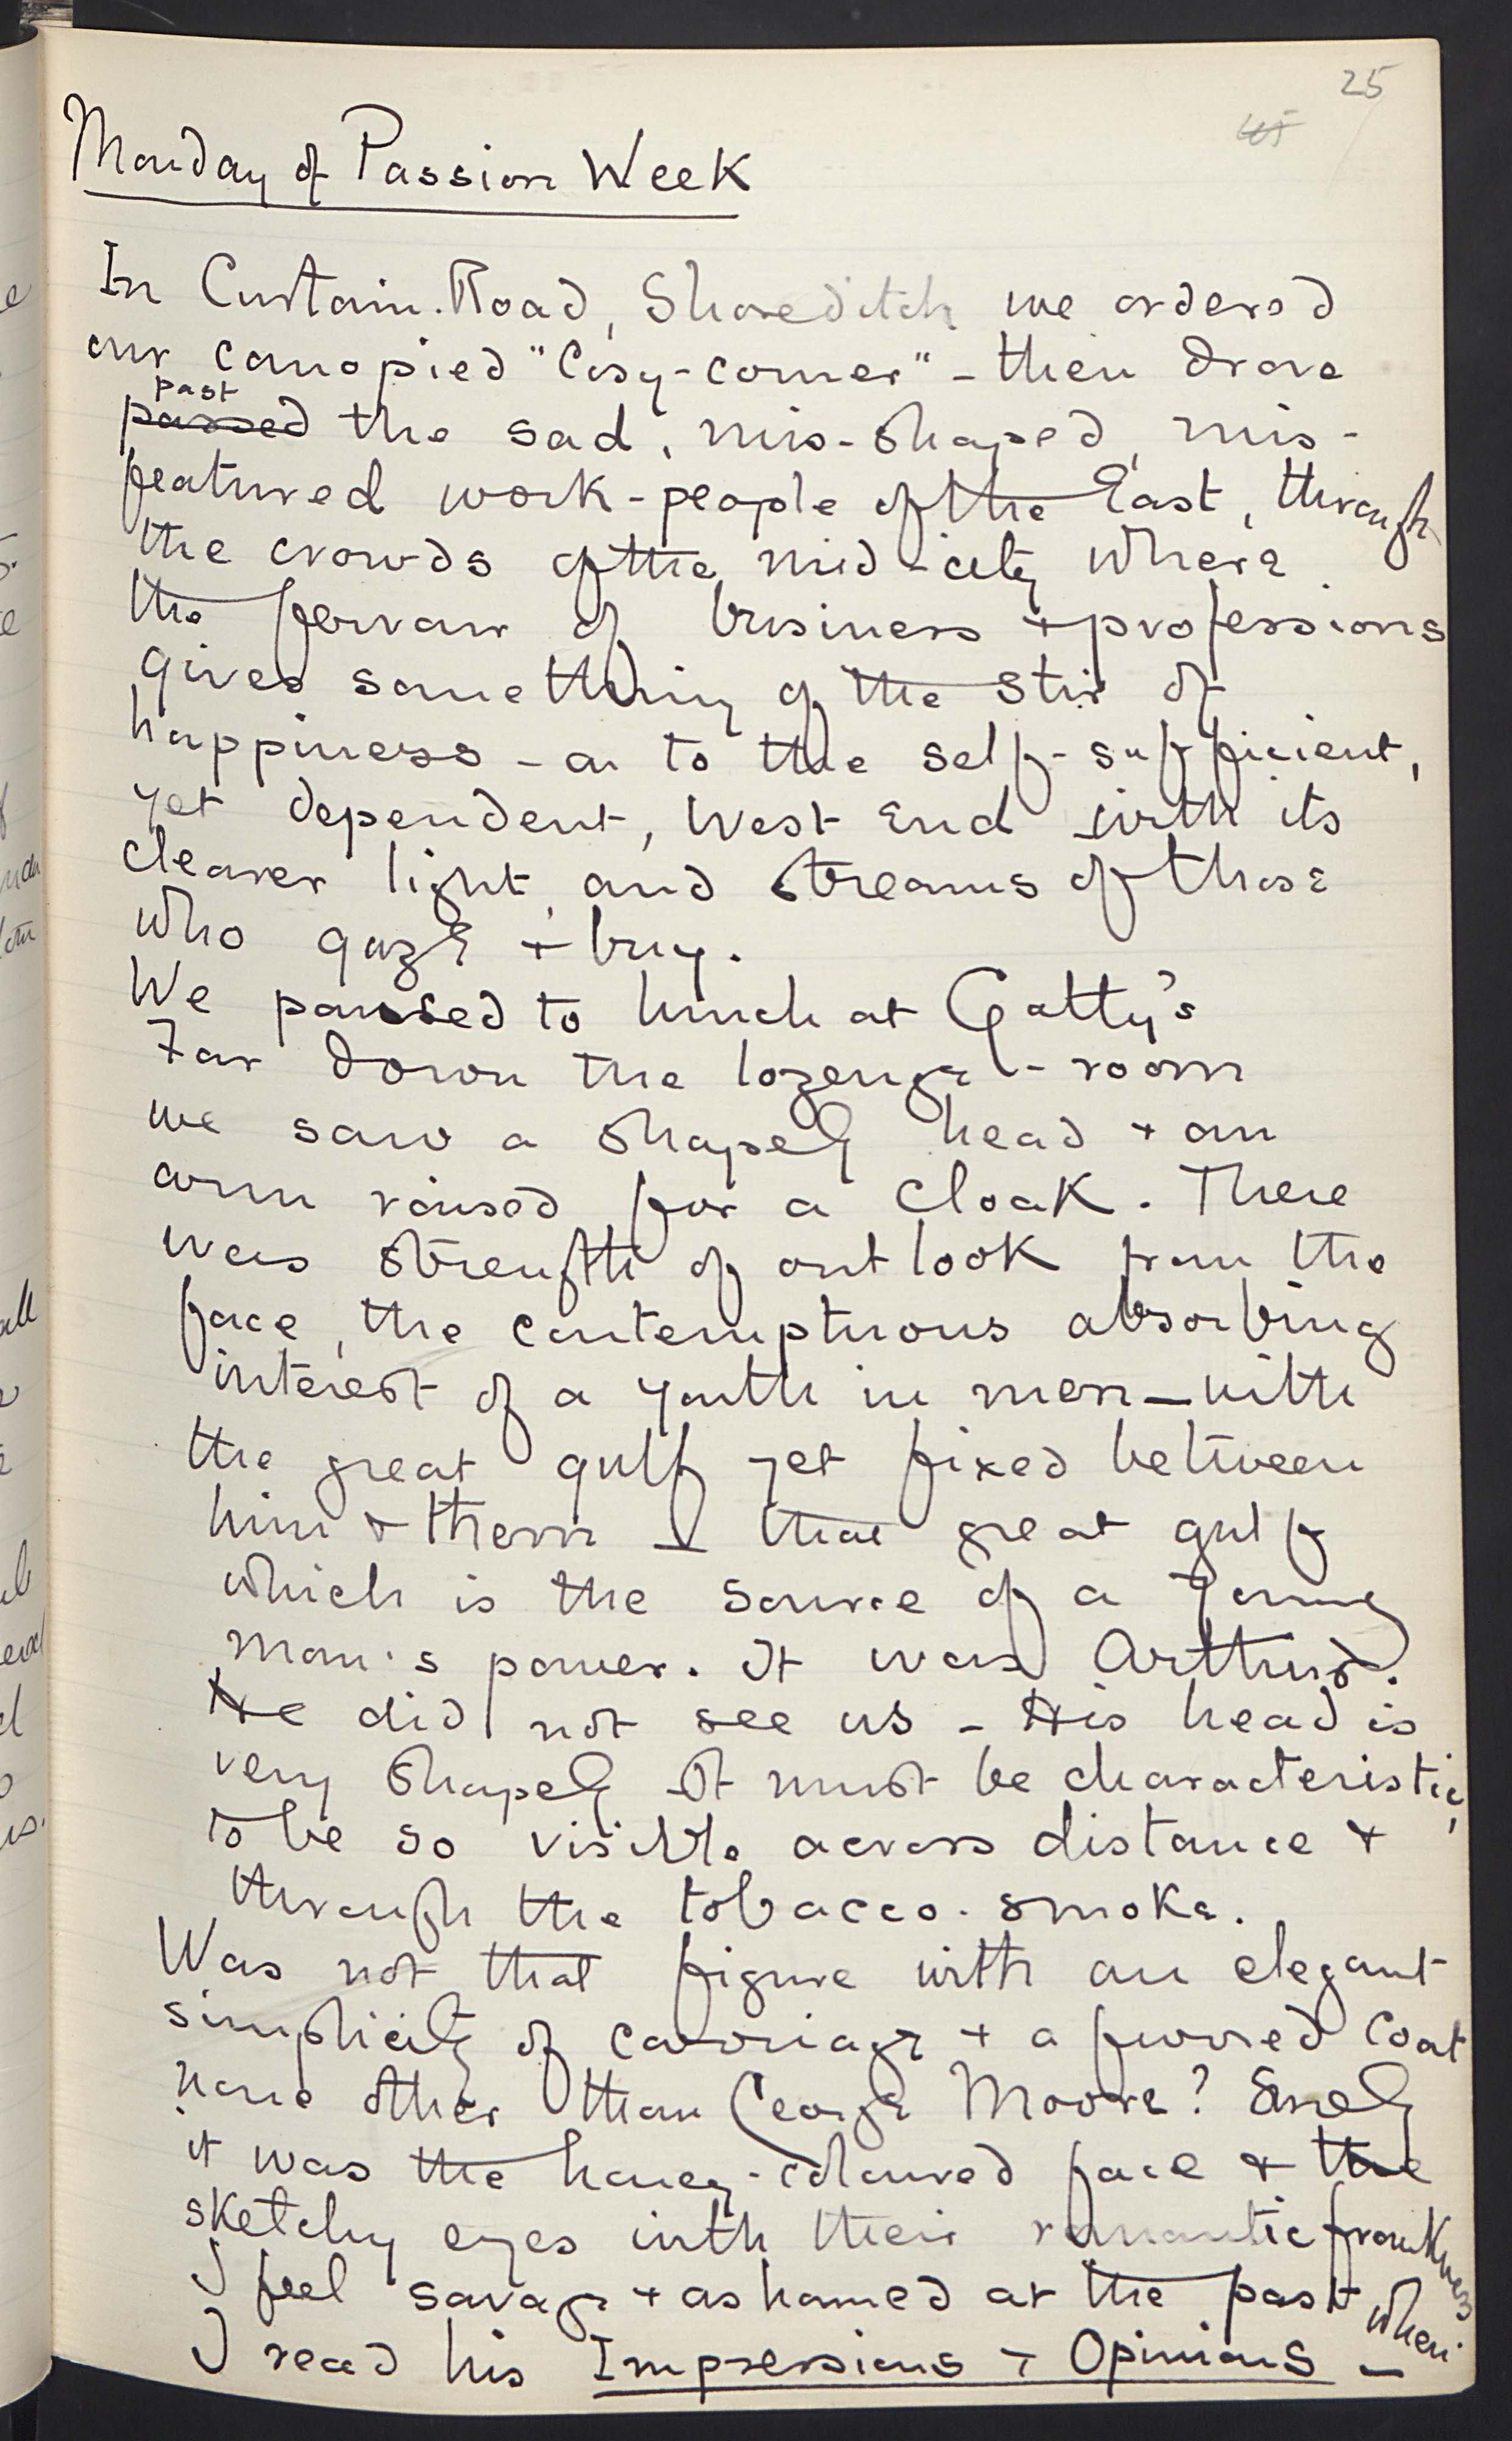 25
Monday of Passion Week
In Curtain. Road, Shoreditch we ordered
our canopied "Cosy-corner" - then drove
past
passed the sad, mis-shaped, mis-
featured work-people of the East, through
the crowds of the mid-city where
the fervour of business + professions
gives something of the stir of
happiness - on to the self-sufficient,
yet dependent, West End with its
clearer light, and streams of those
who gaze + buy.
We paused to lunch at Gatty's
Far down the lozenge-room
we saw a shapely head + an
arm raised for a cloak. There
was strength of outlook from the
face, the contemptuous absorbing
interest of a youth in men - with
the great gulf yet fixed between
him + them - that great gulf
which is the source of a young
man's power. It was Arthur.
He did not see us - His head is
very shapely It must be characteristic,
to be so visible across distance +
through the tobacco. smoke.
Was not that figure with an elegant
simplicity of carriage + a furred coat
none other than George Moore? Surely
it was the honey-coloured face + the
sketchy eyes with their romantic frankness
I feel savage + ashamed at the past when
I read his Impressions + Opinions -